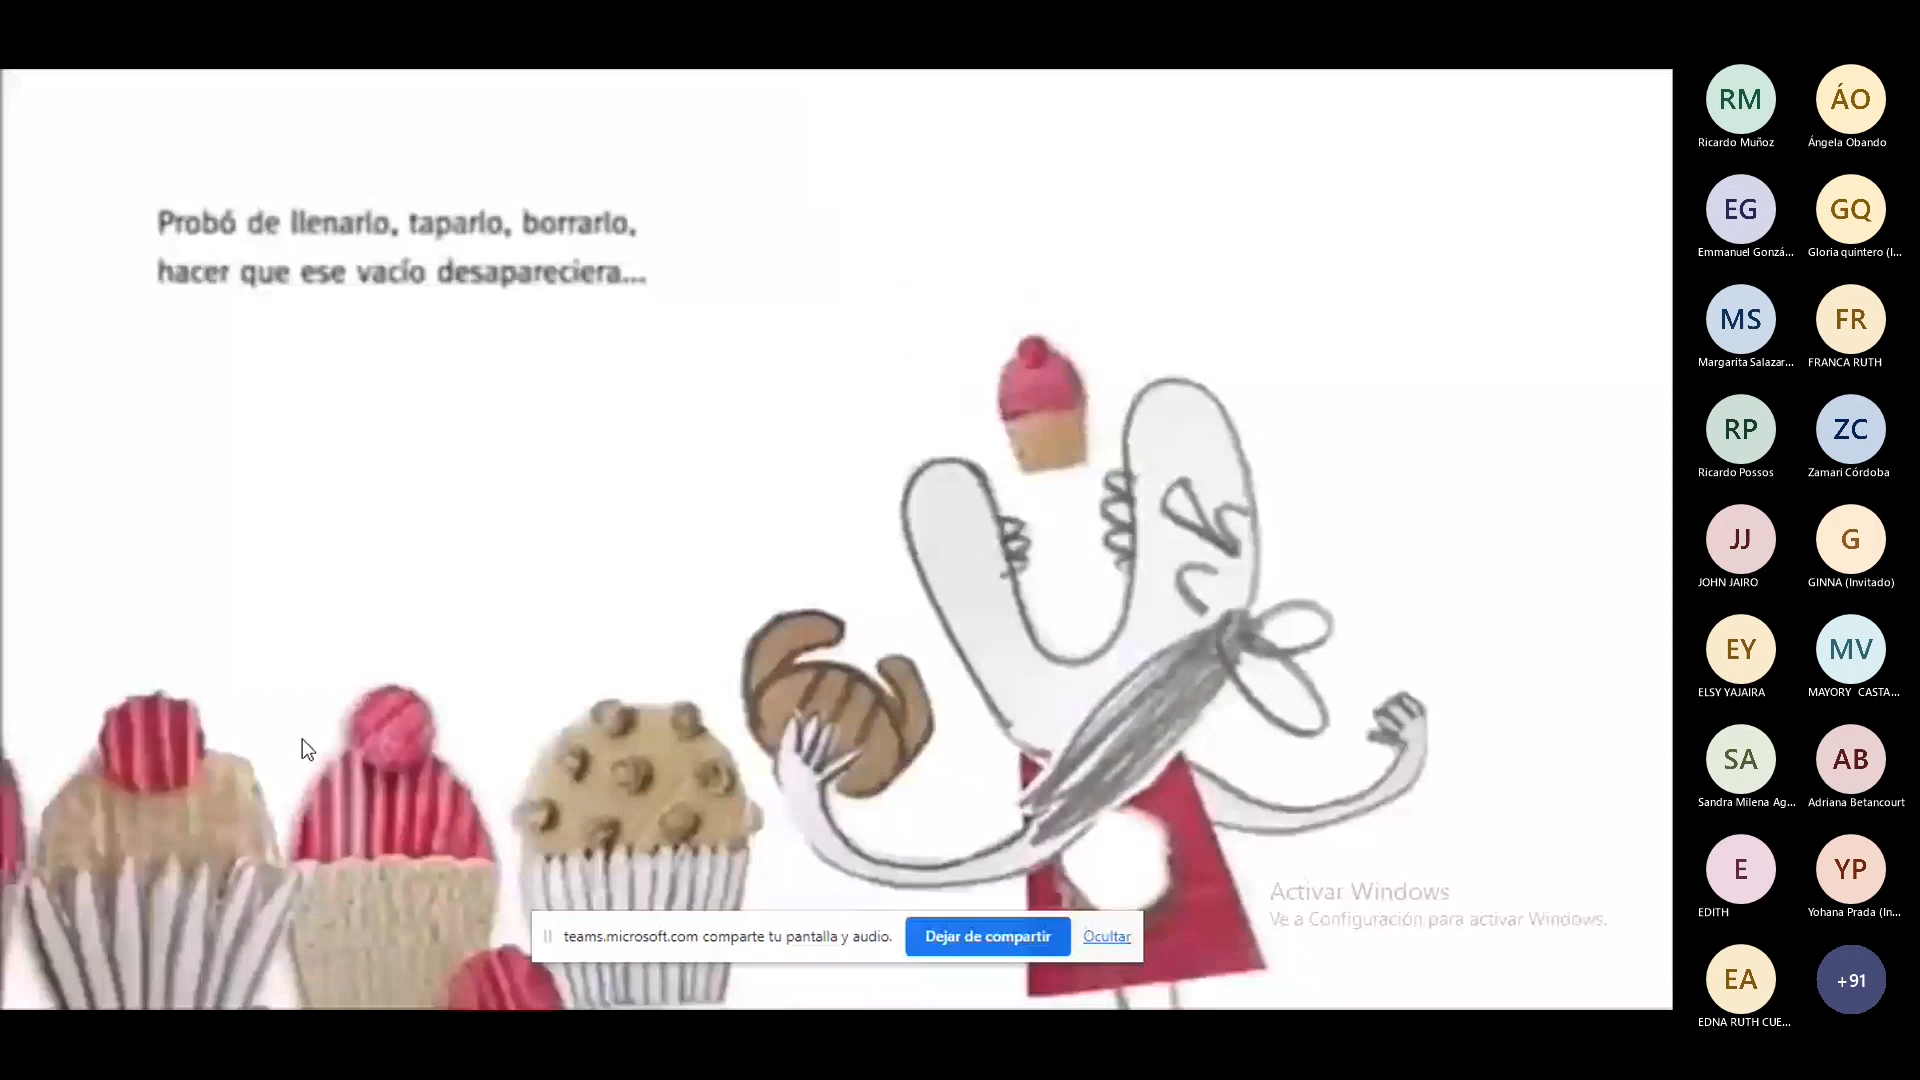 Probó de llenarlo, taparlo, borrarlo,
hacer que ese vacío desapareciera...
Activar Windows
Ve a Configuración para activar Windows.
teams.microsoft.com comparte tu pantalla y audio.
Dejar de compartir
Ocultar
RM
Ricardo Muñoz
ÁO
Ángela Obando
EG
Emmanuel Gonzá...
GQ
Gloria quintero (I...
MS
Margarita Salazar...
FR
FRANCA RUTH
RP
Ricardo Possos
ZC
Zamari Córdoba
JJ
JOHN JAIRO
G
GINNA (Invitado)
EY
ELSY YAJAIRA
MV
MAYORY CASTA...
SA
Sandra Milena Ag...
AB
Adriana Betancourt
E
EDITH
YP
Yohana Prada (In...
EA
EDNA RUTH CUE...
+91